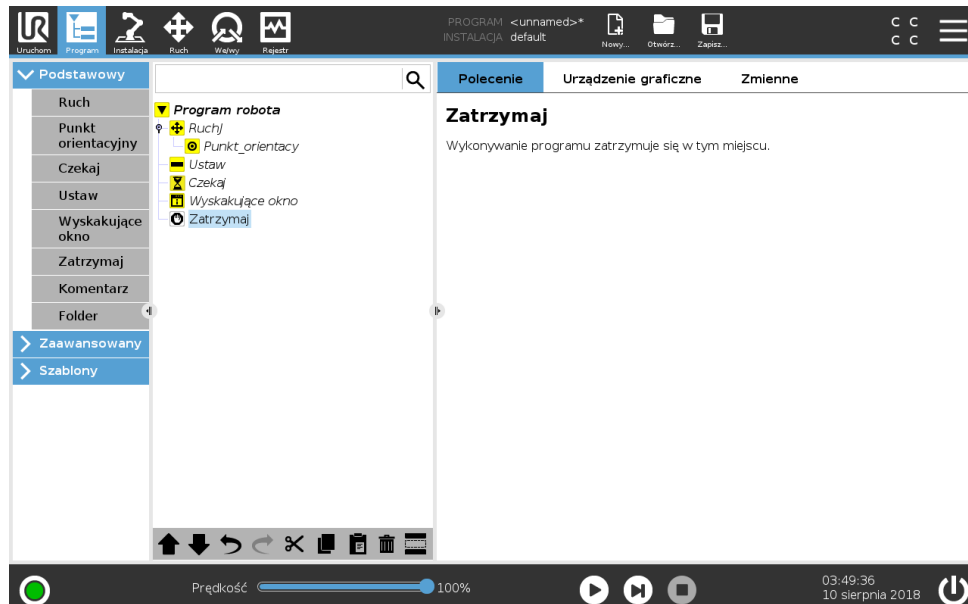 PROGRAM <unnamed>*
INSTALACJA default
UR
Uruchom
Program
Instalacja
Ruch
We/wy
Rejestr
Nowy...
Otwórz...
Zapisz...
C C
C C
Podstawowy
Ruch
Punkt
orientacyjny
Czekaj
Ustaw
Wyskakujące
okno
Zatrzymaj
Komentarz
Folder
Zaawansowany
Szablony
Program robota
RuchJ
Punkt_orientacy
Ustaw
Czekaj
Wyskakujące okno
Zatrzymaj
Polecenie
Urządzenie graficzne
Zmienne
Zatrzymaj
Wykonywanie programu zatrzymuje się w tym miejscu.
Prędkość
100%
03:49:36
10 sierpnia 2018